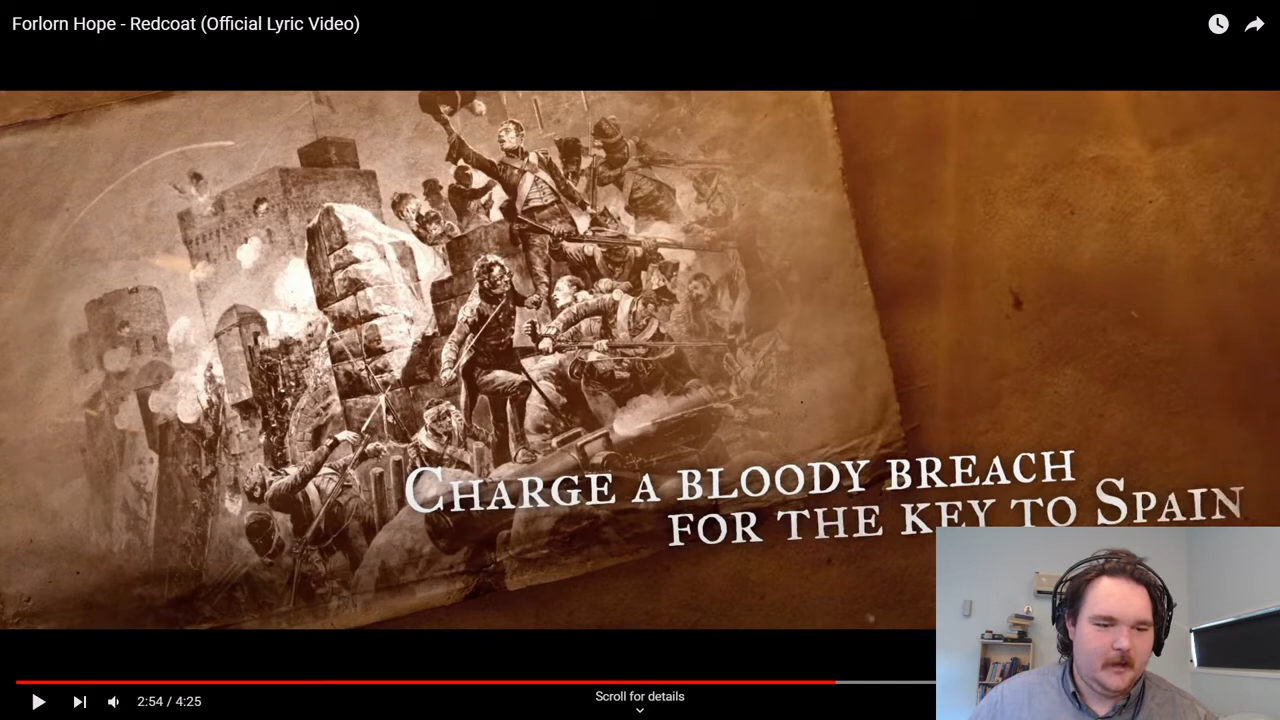 Forlorn Hope - Redcoat (Official Lyric Video)
Charge a bloody breach
for the key to Spain
2:54 / 4:25
Scroll for details